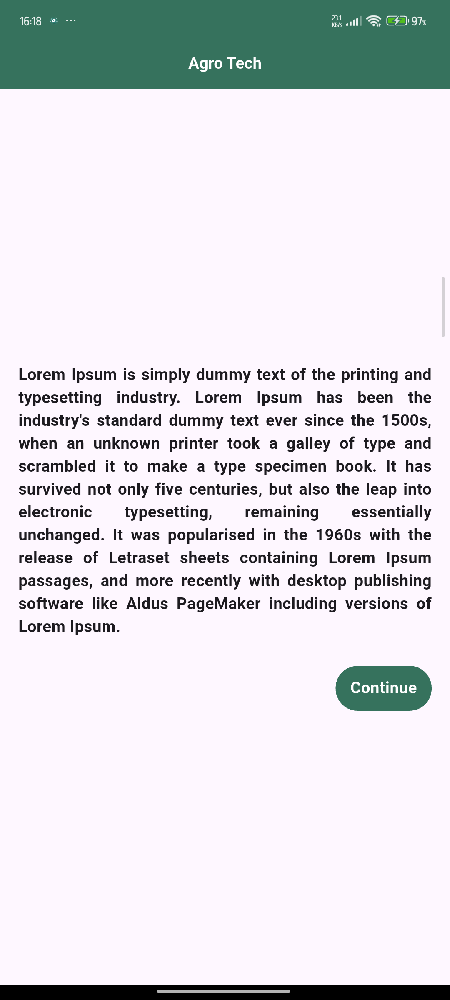 16:18
23.1
KB/s
97%
Agro Tech
Lorem Ipsum is simply dummy text of the printing and
typesetting industry. Lorem Ipsum has been the
industry's standard dummy text ever since the 1500s,
when an unknown printer took a galley of type and
scrambled it to make a type specimen book. It has
survived not only five centuries, but also the leap into
electronic typesetting, remaining essentially
unchanged. It was popularised in the 1960s with the
release of Letraset sheets containing Lorem Ipsum
passages, and more recently with desktop publishing
software like Aldus PageMaker including versions of
Lorem Ipsum.
Continue